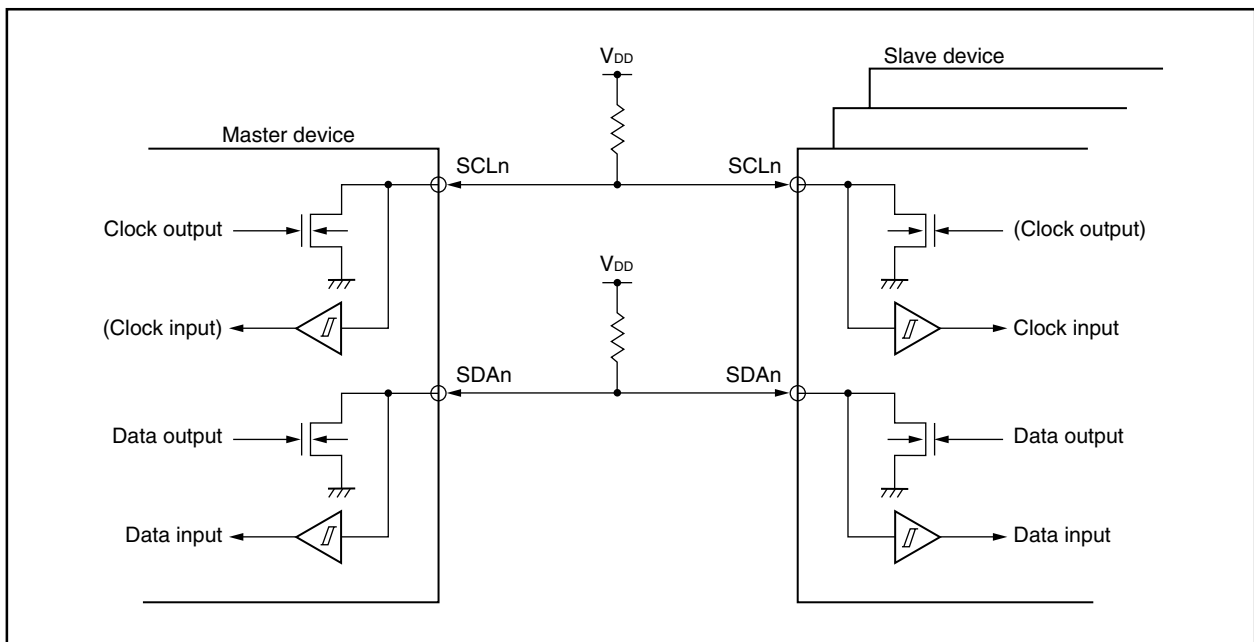 VDD
Slave device
Master device
SCLn
SCLn
Clock output
(Clock output)
VDD
(Clock input)
Clock input
SDAn
SDAn
Data output
Data output
Data input
Data input